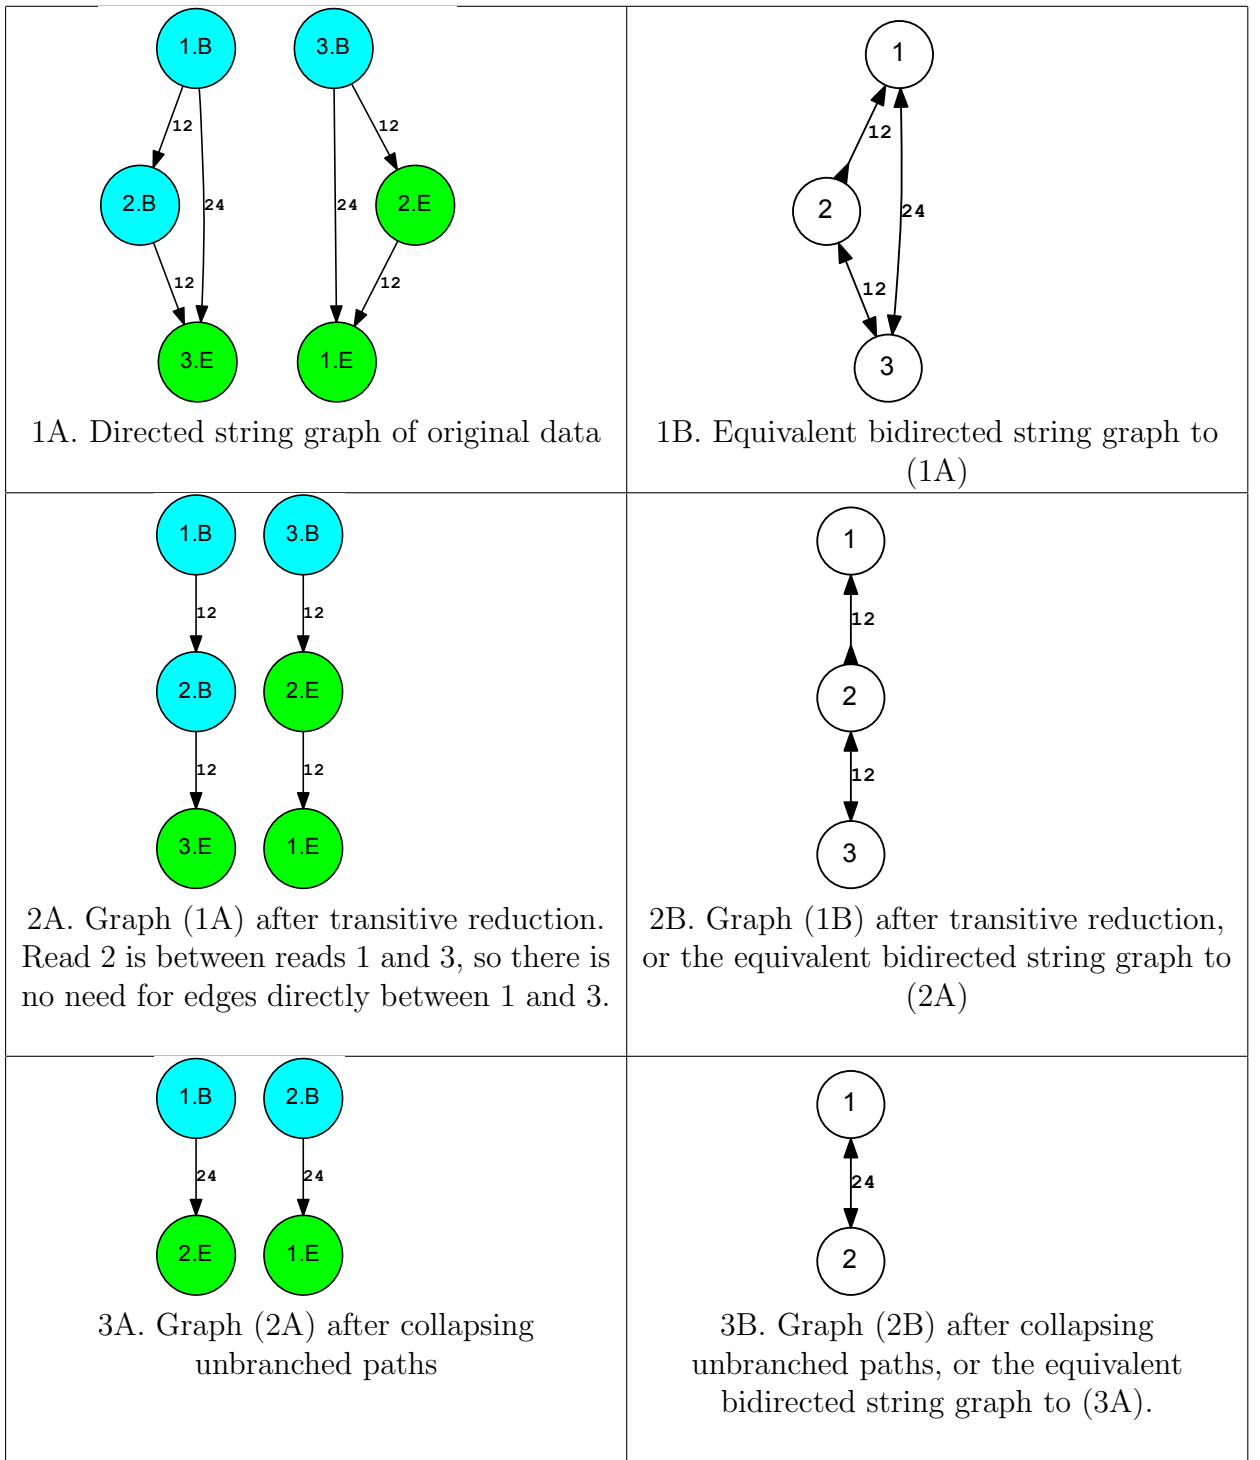 1.B
3.B
12
12
2.B
24
24
2.E
12
12
3.E
1.E
1A. Directed string graph of original data
1
12
2
24
12
3
1B. Equivalent bidirected string graph to
(1A)
1.B
3.B
12
12
2.B
2.E
12
12
3.E
1.E
2A. Graph (1A) after transitive reduction.
Read 2 is between reads 1 and 3, so there is
no need for edges directly between 1 and 3.
1
12
2
12
3
2B. Graph (1B) after transitive reduction,
or the equivalent bidirected string graph to
(2A)
1.B
2.B
24
24
2.E
1.E
3A. Graph (2A) after collapsing
unbranched paths
1
24
2
3B. Graph (2B) after collapsing
unbranched paths, or the equivalent
bidirected string graph to (3A).